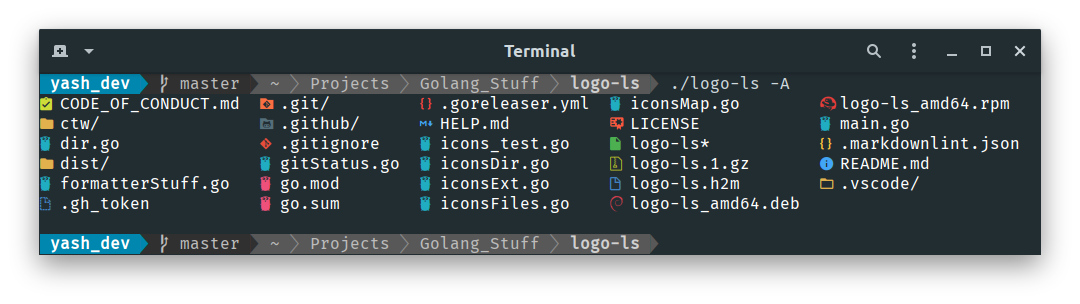 Terminal
yash_dev master ~ Projects Golang_Stuff logo-ls ./logo-ls -A
CODE_OF_CONDUCT.md .git/ .goreleaser.yml iconsMap.go logo-ls_amd64.rpm
ctw/ .github/ HELP.md LICENSE main.go
dir.go .gitignore icons_test.go logo-ls* .markdownlint.json
dist/ gitStatus.go iconsDir.go logo-ls.1.gz README.md
formatterStuff.go go.mod iconsExt.go logo-ls.h2m .vscode/
.gh_token go.sum iconsFiles.go logo-ls_amd64.deb
yash_dev master ~ Projects Golang_Stuff logo-ls